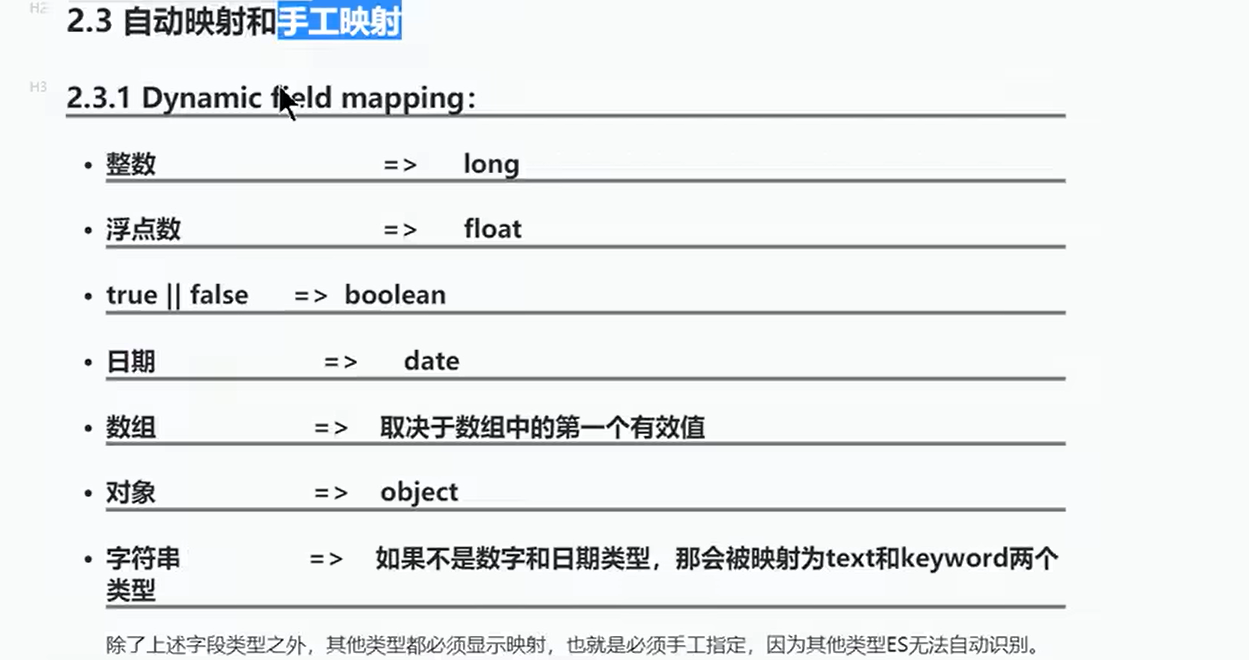 H2
2.3 自动映射和手工映射
H3
2.3.1 Dynamic field mapping：
• 整数 => long
• 浮点数 => float
• true || false => boolean
• 日期 => date
• 数组 => 取决于数组中的第一个有效值
• 对象 => object
• 字符串 => 如果不是数字和日期类型，那会被映射为text和keyword两个
类型
除了上述字段类型之外，其他类型都必须显示映射，也就是必须手工指定，因为其他类型ES无法自动识别。